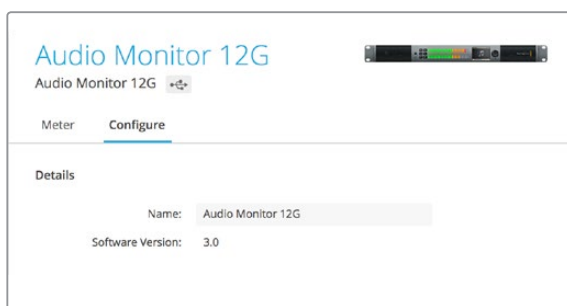 Audio Monitor 12G
Audio Monitor 12G
Meter Configure
Details
Name: Audio Monitor 12G
Software Version: 3.0